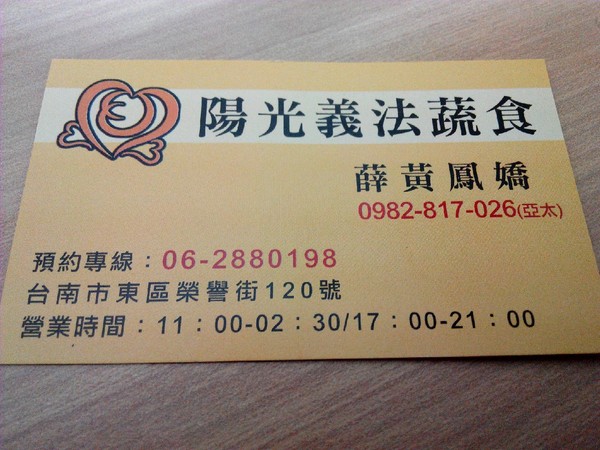 陽光義法蔬食
薛黃鳳嬌
0982-817-026(亞太)
預約專線：06-2880198
台南市東區榮譽街120號
營業時間：11：00-02：30/17：00-21：00